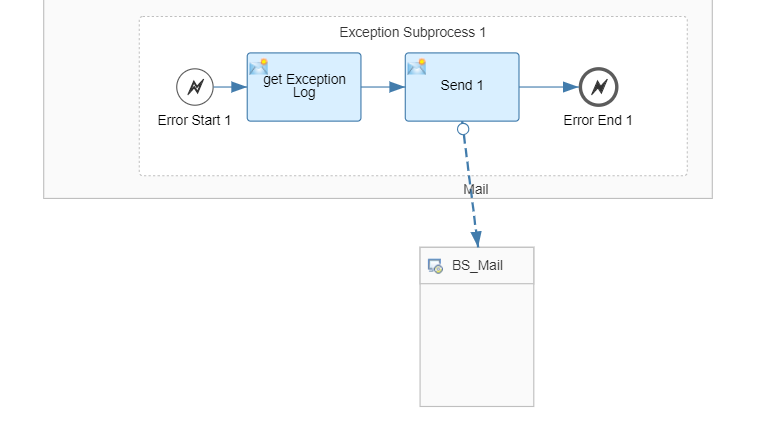 Exception Subprocess 1
get Exception
Log
Send 1
Error Start 1
Error End 1
Mail
BS_Mail